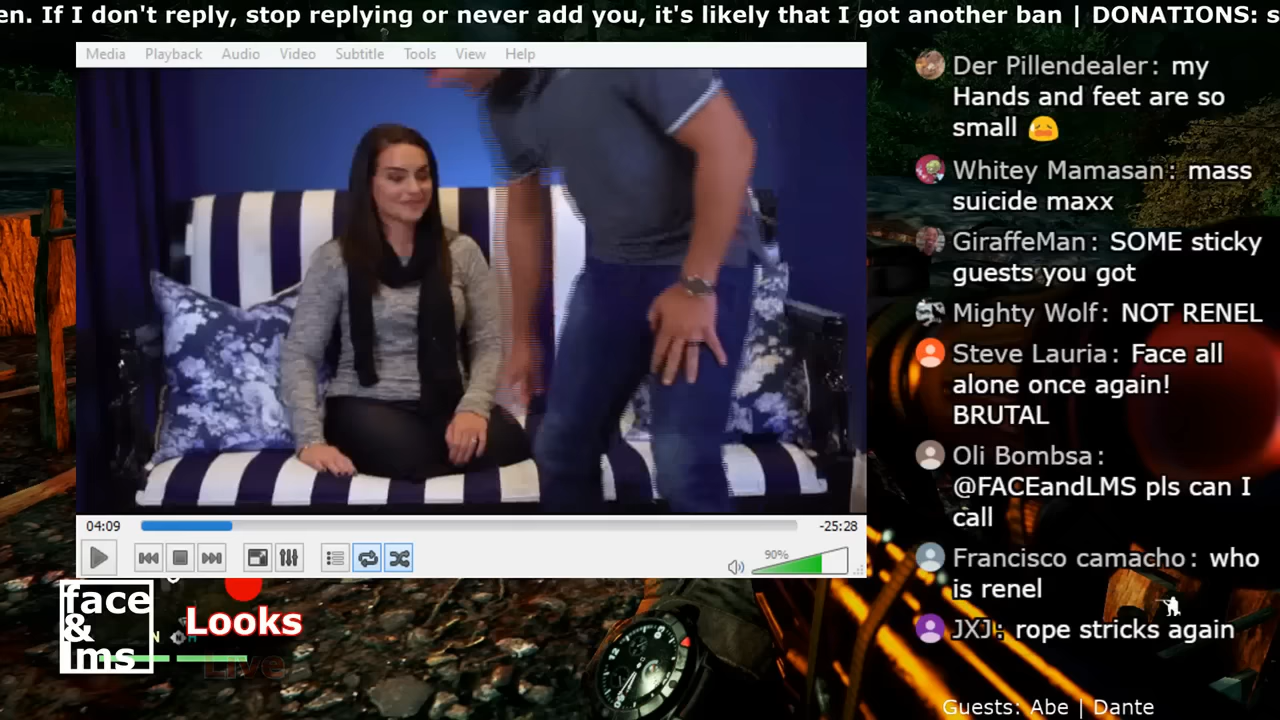 en. If I don't reply, stop replying or never add you, it's likely that I got another ban | DONATIONS: s
Media Playback Audio Video Subtitle Tools View Help
04:09
-25:28
90%
face
&
lms
Looks
Live
N
Der Pillendealer: my
Hands and feet are so
small 😩
Whitey Mamasan: mass
suicide maxx
GiraffeMan: SOME sticky
guests you got
Mighty Wolf: NOT RENEL
Steve Lauria: Face all
alone once again!
BRUTAL
Oli Bombsa:
@FACEandLMS pls can I
call
Francisco camacho: who
is renel
JXJ: rope stricks again
Guests: Abe | Dante